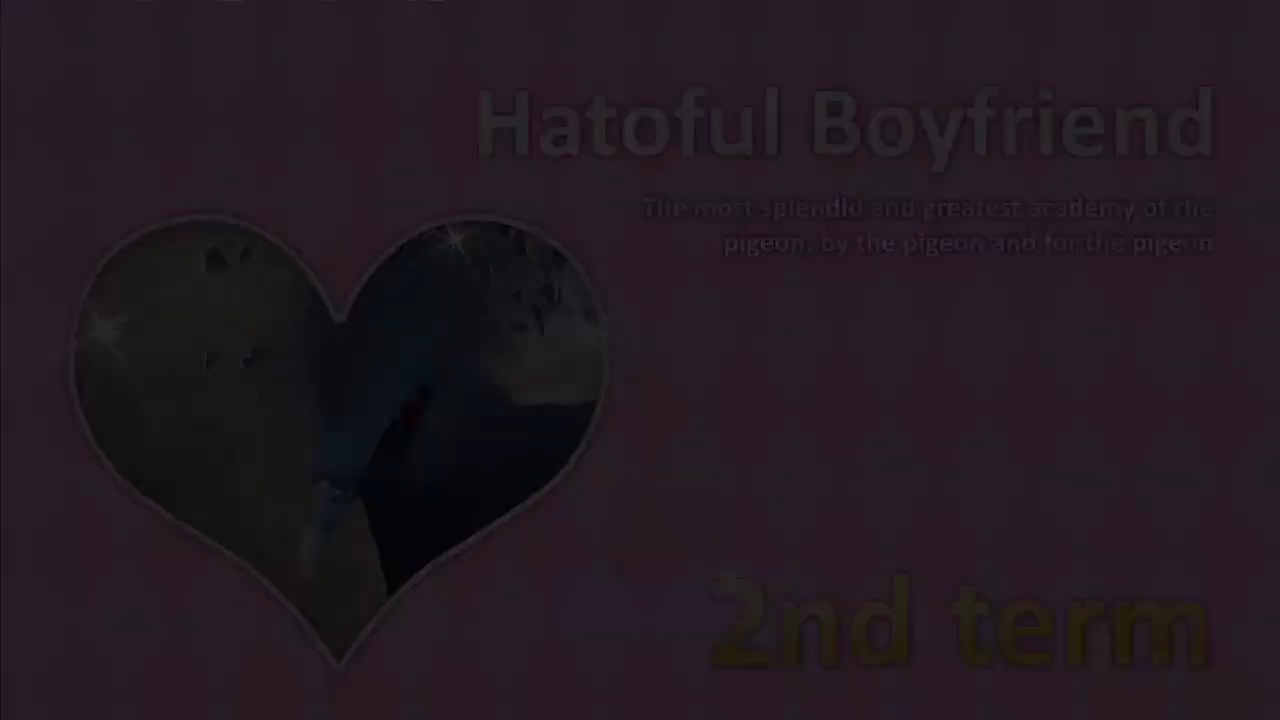 Hatoful Boyfriend
The most splendid and greatest academy of the
pigeon, by the pigeon and for the pigeon
2nd term